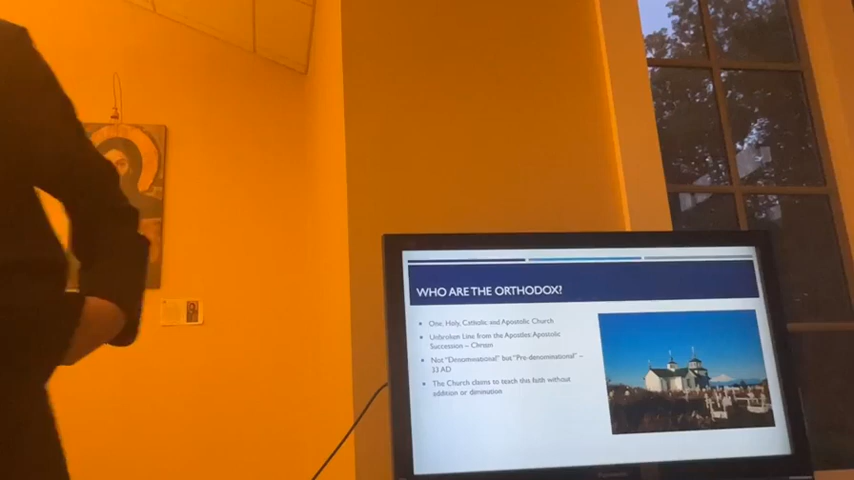 WHO ARE THE ORTHODOX?
One, Holy, Catholic and Apostolic Church
Unbroken Line from the Apostles: Apostolic
Succession – Chrism
Not "Denominational" but "Pre-denominational" –
33 AD
The Church claims to teach this faith without
addition or diminution